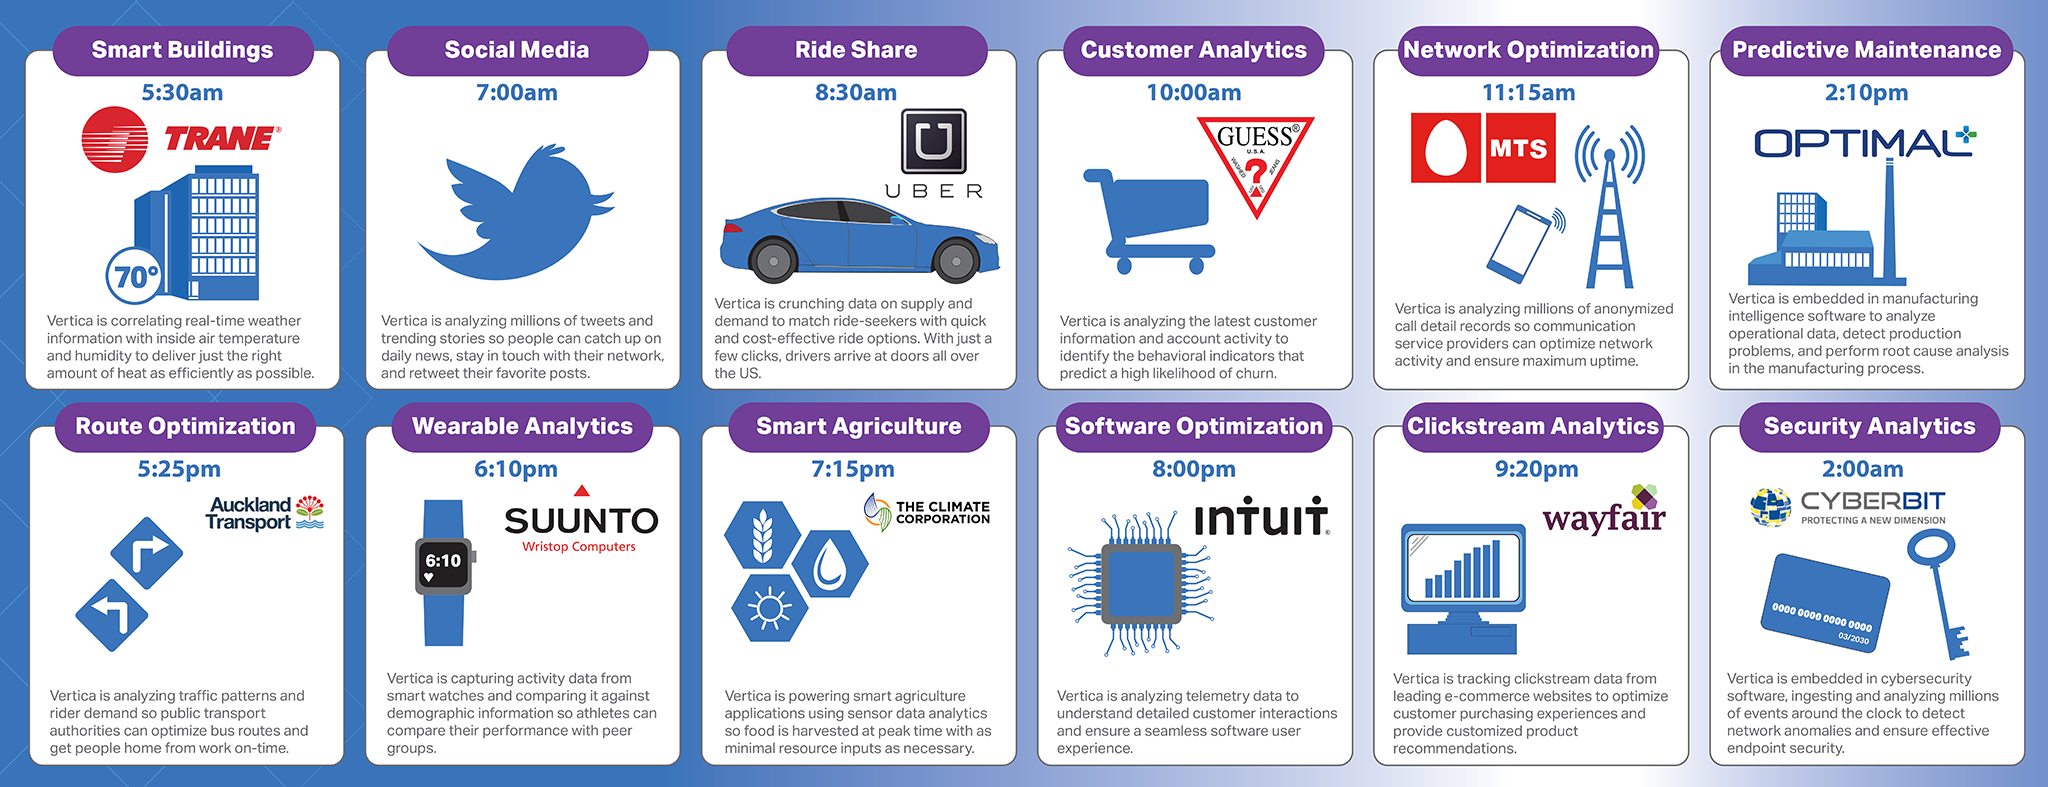 Smart Buildings
5:30am
TRANE®
70°
Vertica is correlating real-time weather
information with inside air temperature
and humidity to deliver just the right
amount of heat as efficiently as possible.
Social Media
7:00am
Vertica is analyzing millions of tweets and
trending stories so people can catch up on
daily news, stay in touch with their network,
and retweet their favorite posts.
Ride Share
8:30am
UBER
Vertica is crunching data on supply and
demand to match ride-seekers with quick
and cost-effective ride options. With just a
few clicks, drivers arrive at doors all over
the US.
Customer Analytics
10:00am
GUESS®
U.S.A.
WASHED
JEANS
?
Vertica is analyzing the latest customer
information and account activity to
identify the behavioral indicators that
predict a high likelihood of churn.
Network Optimization
11:15am
MTS
Vertica is analyzing millions of anonymized
call detail records so communication
service providers can optimize network
activity and ensure maximum uptime.
Predictive Maintenance
2:10pm
OPTIMAL+
Vertica is embedded in manufacturing
intelligence software to analyze
operational data, detect production
problems, and perform root cause analysis
in the manufacturing process.
Route Optimization
5:25pm
Auckland
Transport
Vertica is analyzing traffic patterns and
rider demand so public transport
authorities can optimize bus routes and
get people home from work on-time.
Wearable Analytics
6:10pm
SUUNTO
Wristop Computers
6:10
Vertica is capturing activity data from
smart watches and comparing it against
demographic information so athletes can
compare their performance with peer
groups.
Smart Agriculture
7:15pm
THE CLIMATE
CORPORATION
Vertica is powering smart agriculture
applications using sensor data analytics
so food is harvested at peak time with as
minimal resource inputs as necessary.
Software Optimization
8:00pm
intuit®
Vertica is analyzing telemetry data to
understand detailed customer interactions
and ensure a seamless software user
experience.
Clickstream Analytics
9:20pm
wayfair
Vertica is tracking clickstream data from
leading e-commerce websites to optimize
customer purchasing experiences and
provide customized product
recommendations.
Security Analytics
2:00am
CYBERBIT
PROTECTING A NEW DIMENSION
0000 0000 0000 0000
03/2030
Vertica is embedded in cybersecurity
software, ingesting and analyzing millions
of events around the clock to detect
network anomalies and ensure effective
endpoint security.